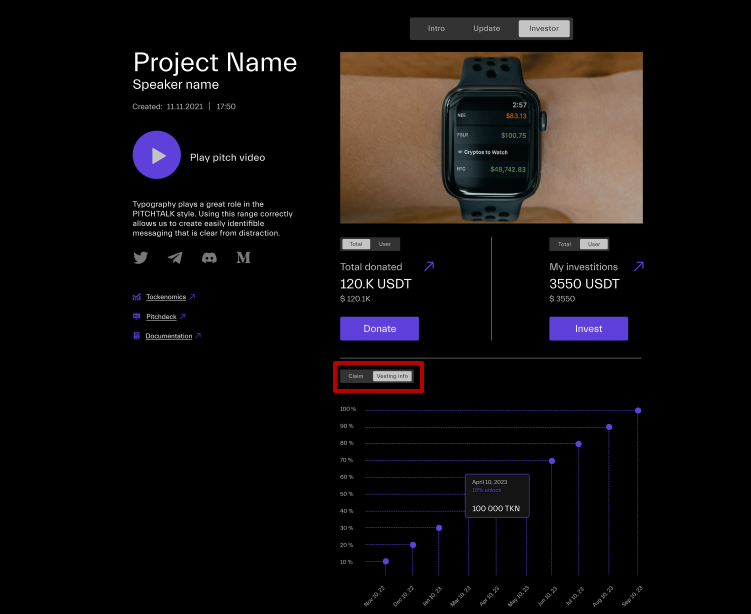 Intro Update Investor
Project Name
Speaker name
Created: 11.11.2021 | 17:50
Play pitch video
Typography plays a great role in the
PITCHTALK style. Using this range correctly
allows us to create easily identifible
messaging that is clear from distraction.
M
Tockenomics
Pitchdeck
Documentation
2:57
NEE $83.13
$100.75
Cryptos to Watch
BTC $48,742.83
Total User
Total donated
120.K USDT
$ 120.1K
Donate
Total User
My investitions
3550 USDT
$ 3550
Invest
Claim Vesting info
100 %
90 %
80 %
70 %
60 %
50 %
40 %
30 %
20 %
10 %
April 10, 2023
10% unlock
100 000 TKN
Nov 10, 22
Dec 10, 22
Jan 10, 23
Mar 10, 23
Apr 10, 23
May 10, 23
Jun 10, 23
Jul 10, 23
Aug 10, 23
Sep 10, 23